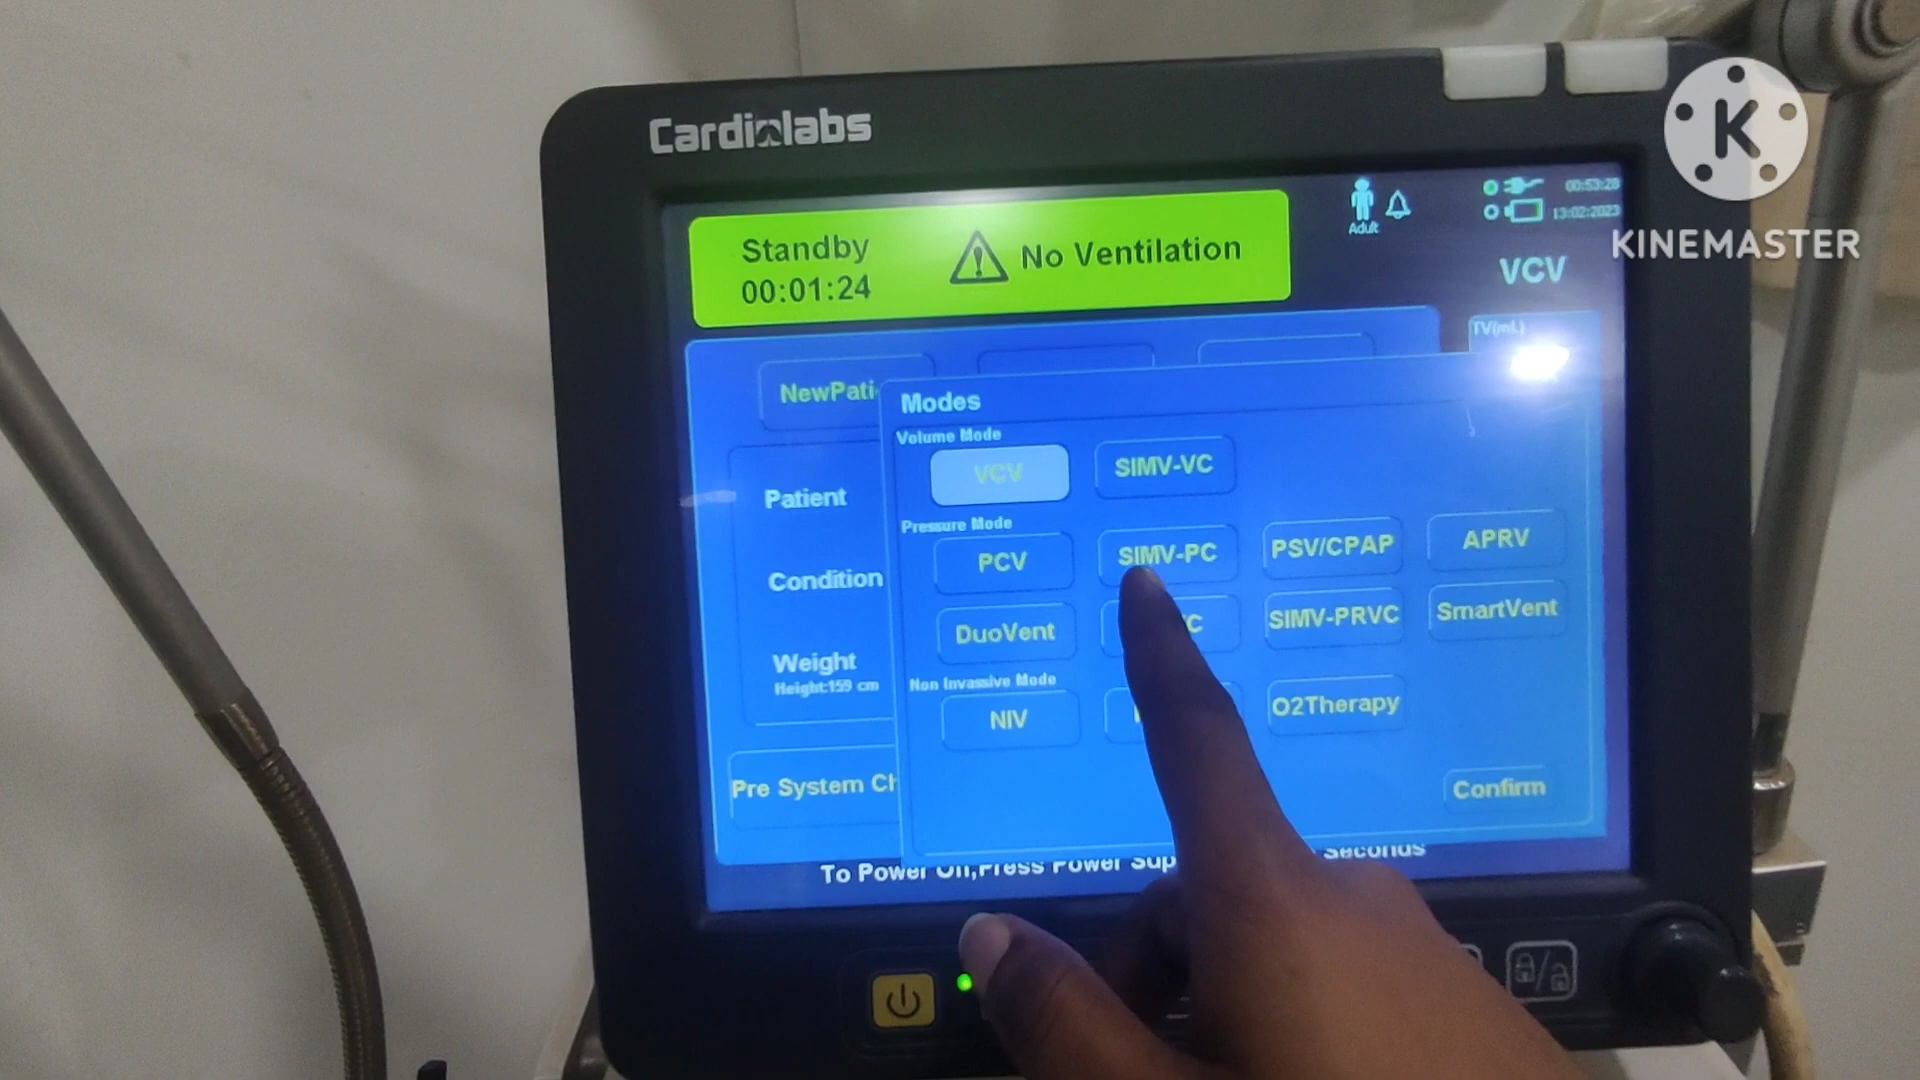 Cardiolabs
K
KINEMASTER
Standby
00:01:24
No Ventilation
Adult
00:53:28
13:02:2023
VCV
TV(mL)
NewPati
Modes
Volume Mode
VCV
SIMV-VC
Patient
Pressure Mode
PCV
SIMV-PC
PSV/CPAP
APRV
Condition
DuoVent
SIMV-PRVC
SmartVent
Weight
Height:159 cm
Non Invassive Mode
NIV
O2Therapy
Pre System Ch
Confirm
To Power Off,Press Power Sup
Seconds